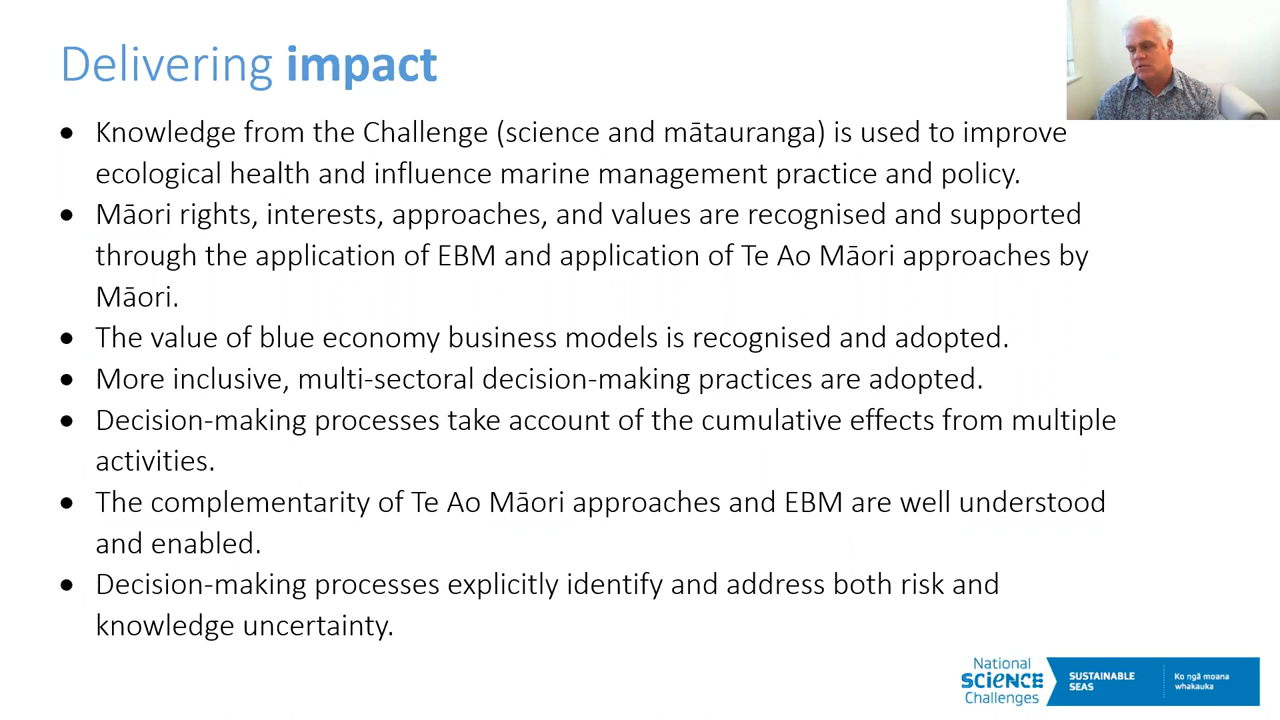 Delivering impact
● Knowledge from the Challenge (science and mātauranga) is used to improve
ecological health and influence marine management practice and policy.
● Māori rights, interests, approaches, and values are recognised and supported
through the application of EBM and application of Te Ao Māori approaches by
Māori.
● The value of blue economy business models is recognised and adopted.
● More inclusive, multi-sectoral decision-making practices are adopted.
● Decision-making processes take account of the cumulative effects from multiple
activities.
● The complementarity of Te Ao Māori approaches and EBM are well understood
and enabled.
● Decision-making processes explicitly identify and address both risk and
knowledge uncertainty.
National
SCIENCE
Challenges
SUSTAINABLE
SEAS
Ko ngā moana
whakauka